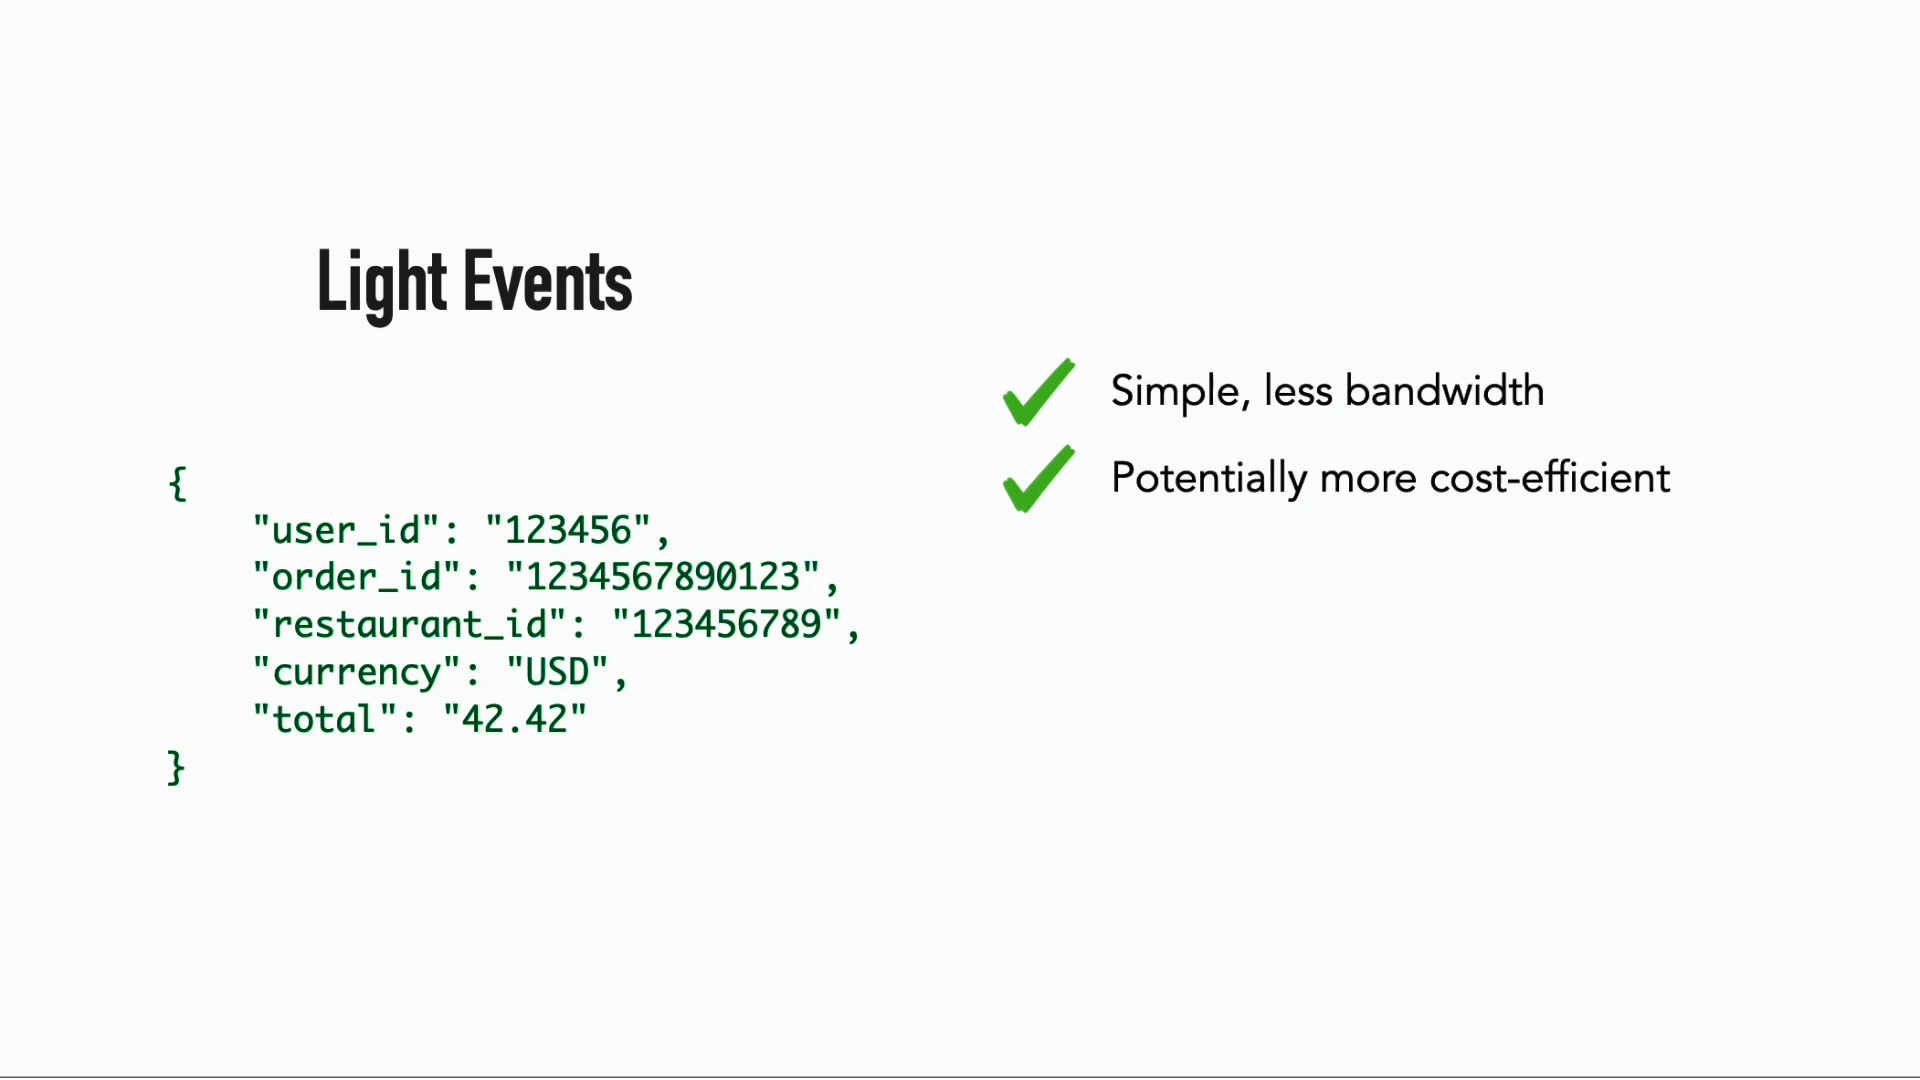 Light Events
{
    "user_id": "123456",
    "order_id": "1234567890123",
    "restaurant_id": "123456789",
    "currency": "USD",
    "total": "42.42"
}
Simple, less bandwidth
Potentially more cost-efficient